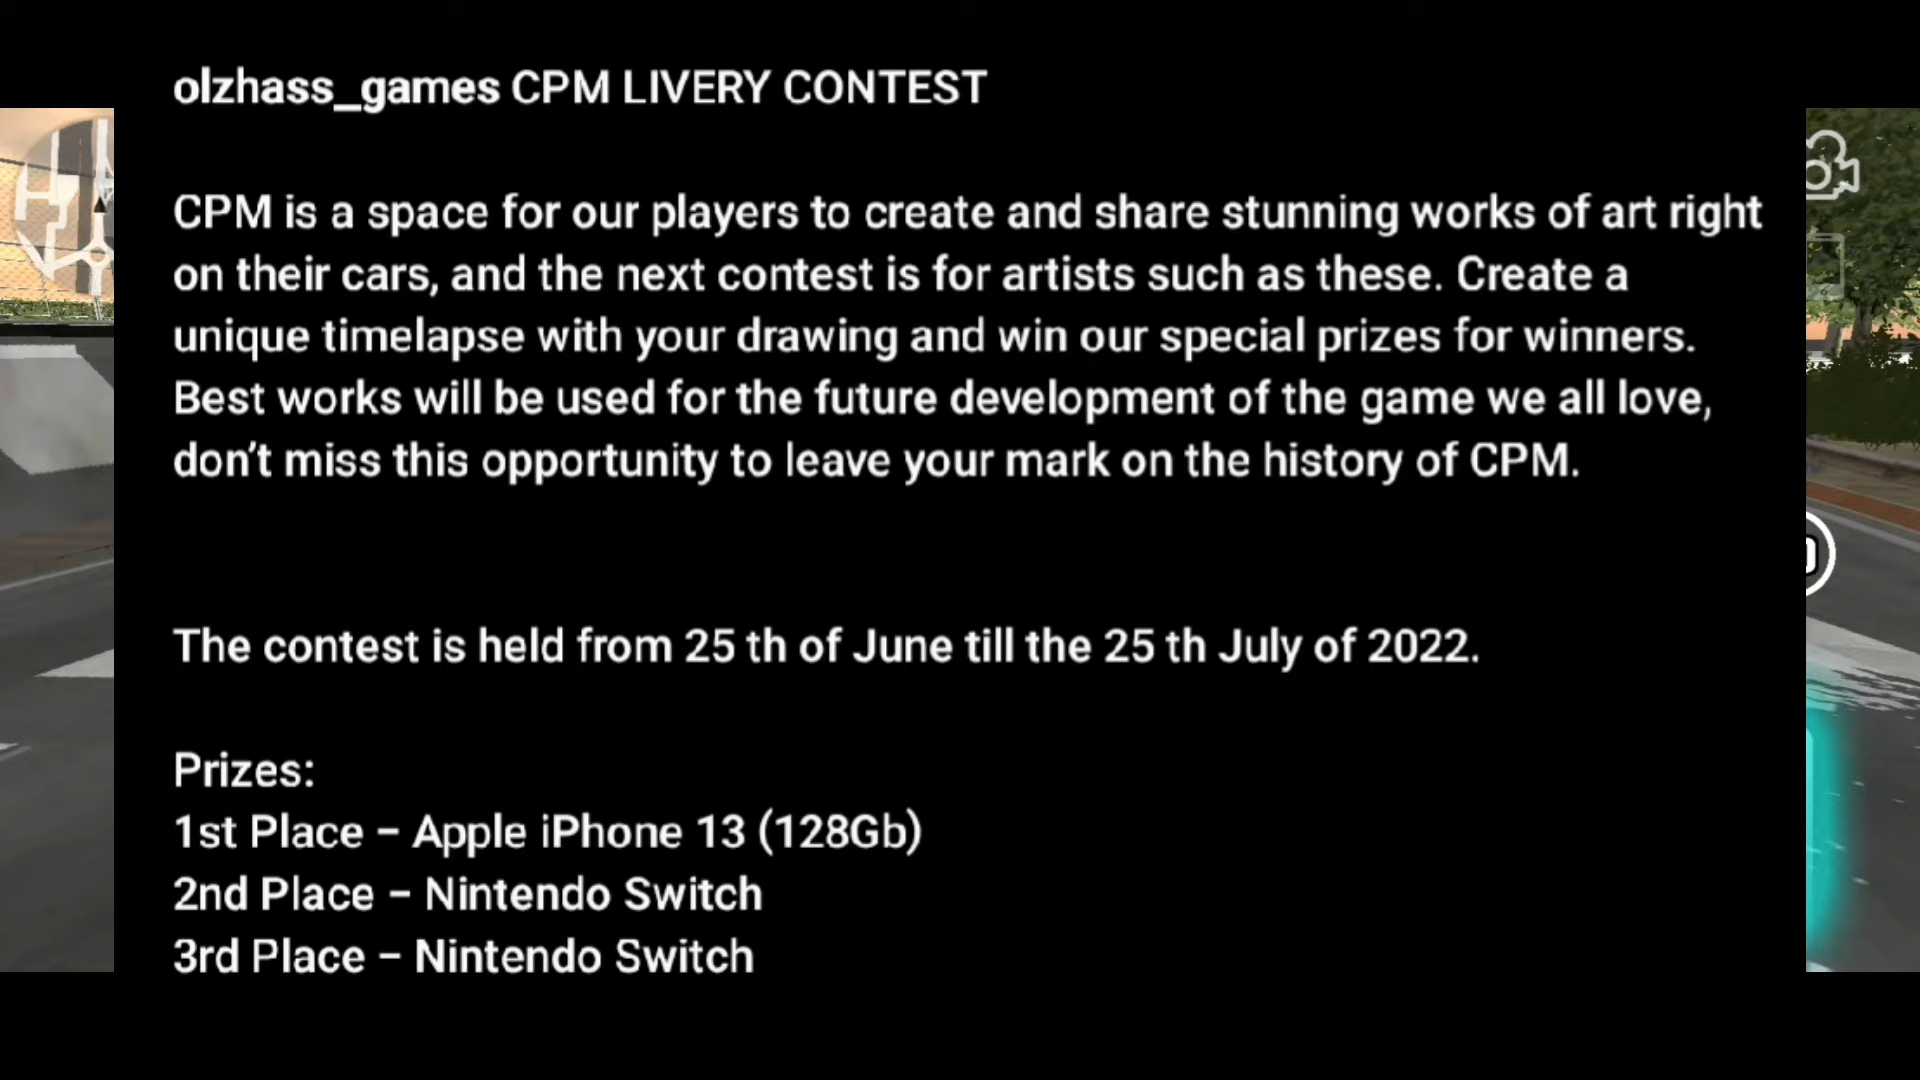 olzhass_games CPM LIVERY CONTEST
CPM is a space for our players to create and share stunning works of art right
on their cars, and the next contest is for artists such as these. Create a
unique timelapse with your drawing and win our special prizes for winners.
Best works will be used for the future development of the game we all love,
don’t miss this opportunity to leave your mark on the history of CPM.
The contest is held from 25 th of June till the 25 th July of 2022.
Prizes:
1st Place – Apple iPhone 13 (128Gb)
2nd Place – Nintendo Switch
3rd Place – Nintendo Switch